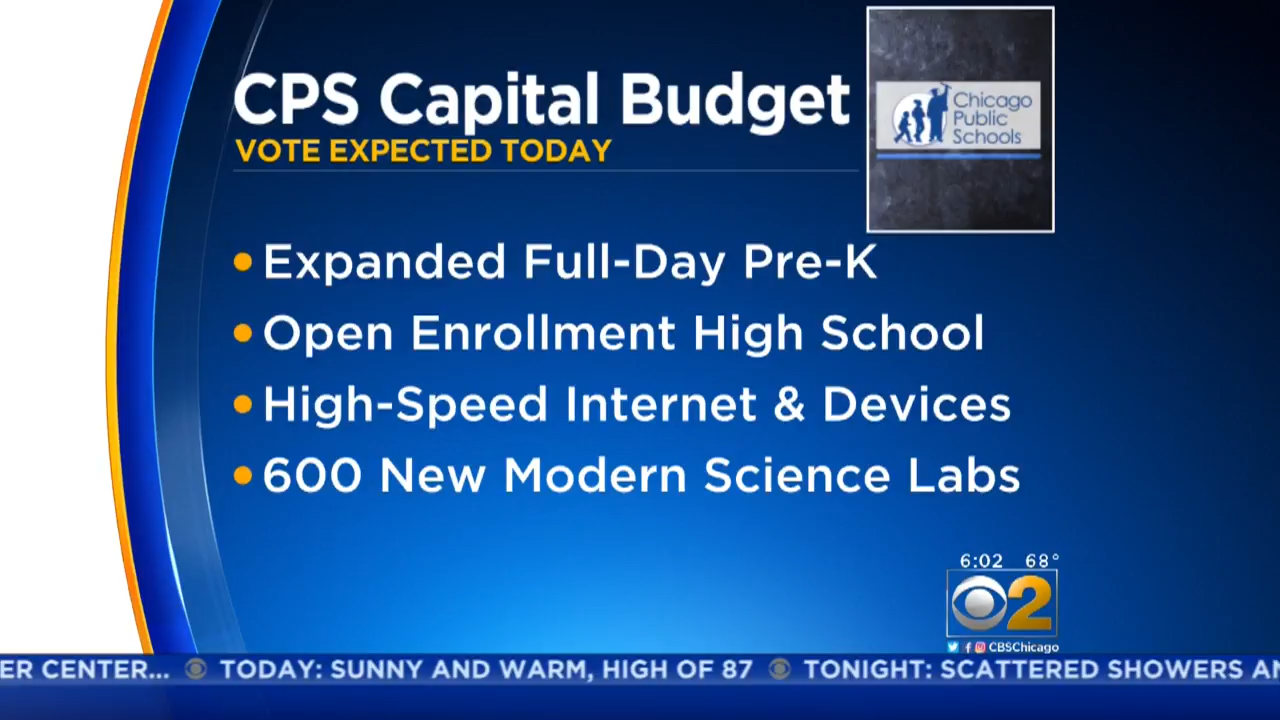 CPS Capital Budget
VOTE EXPECTED TODAY
Chicago
Public
Schools
• Expanded Full-Day Pre-K
• Open Enrollment High School
• High-Speed Internet & Devices
• 600 New Modern Science Labs
6:02 68°
2
CBSChicago
ER CENTER... TODAY: SUNNY AND WARM, HIGH OF 87 TONIGHT: SCATTERED SHOWERS AN